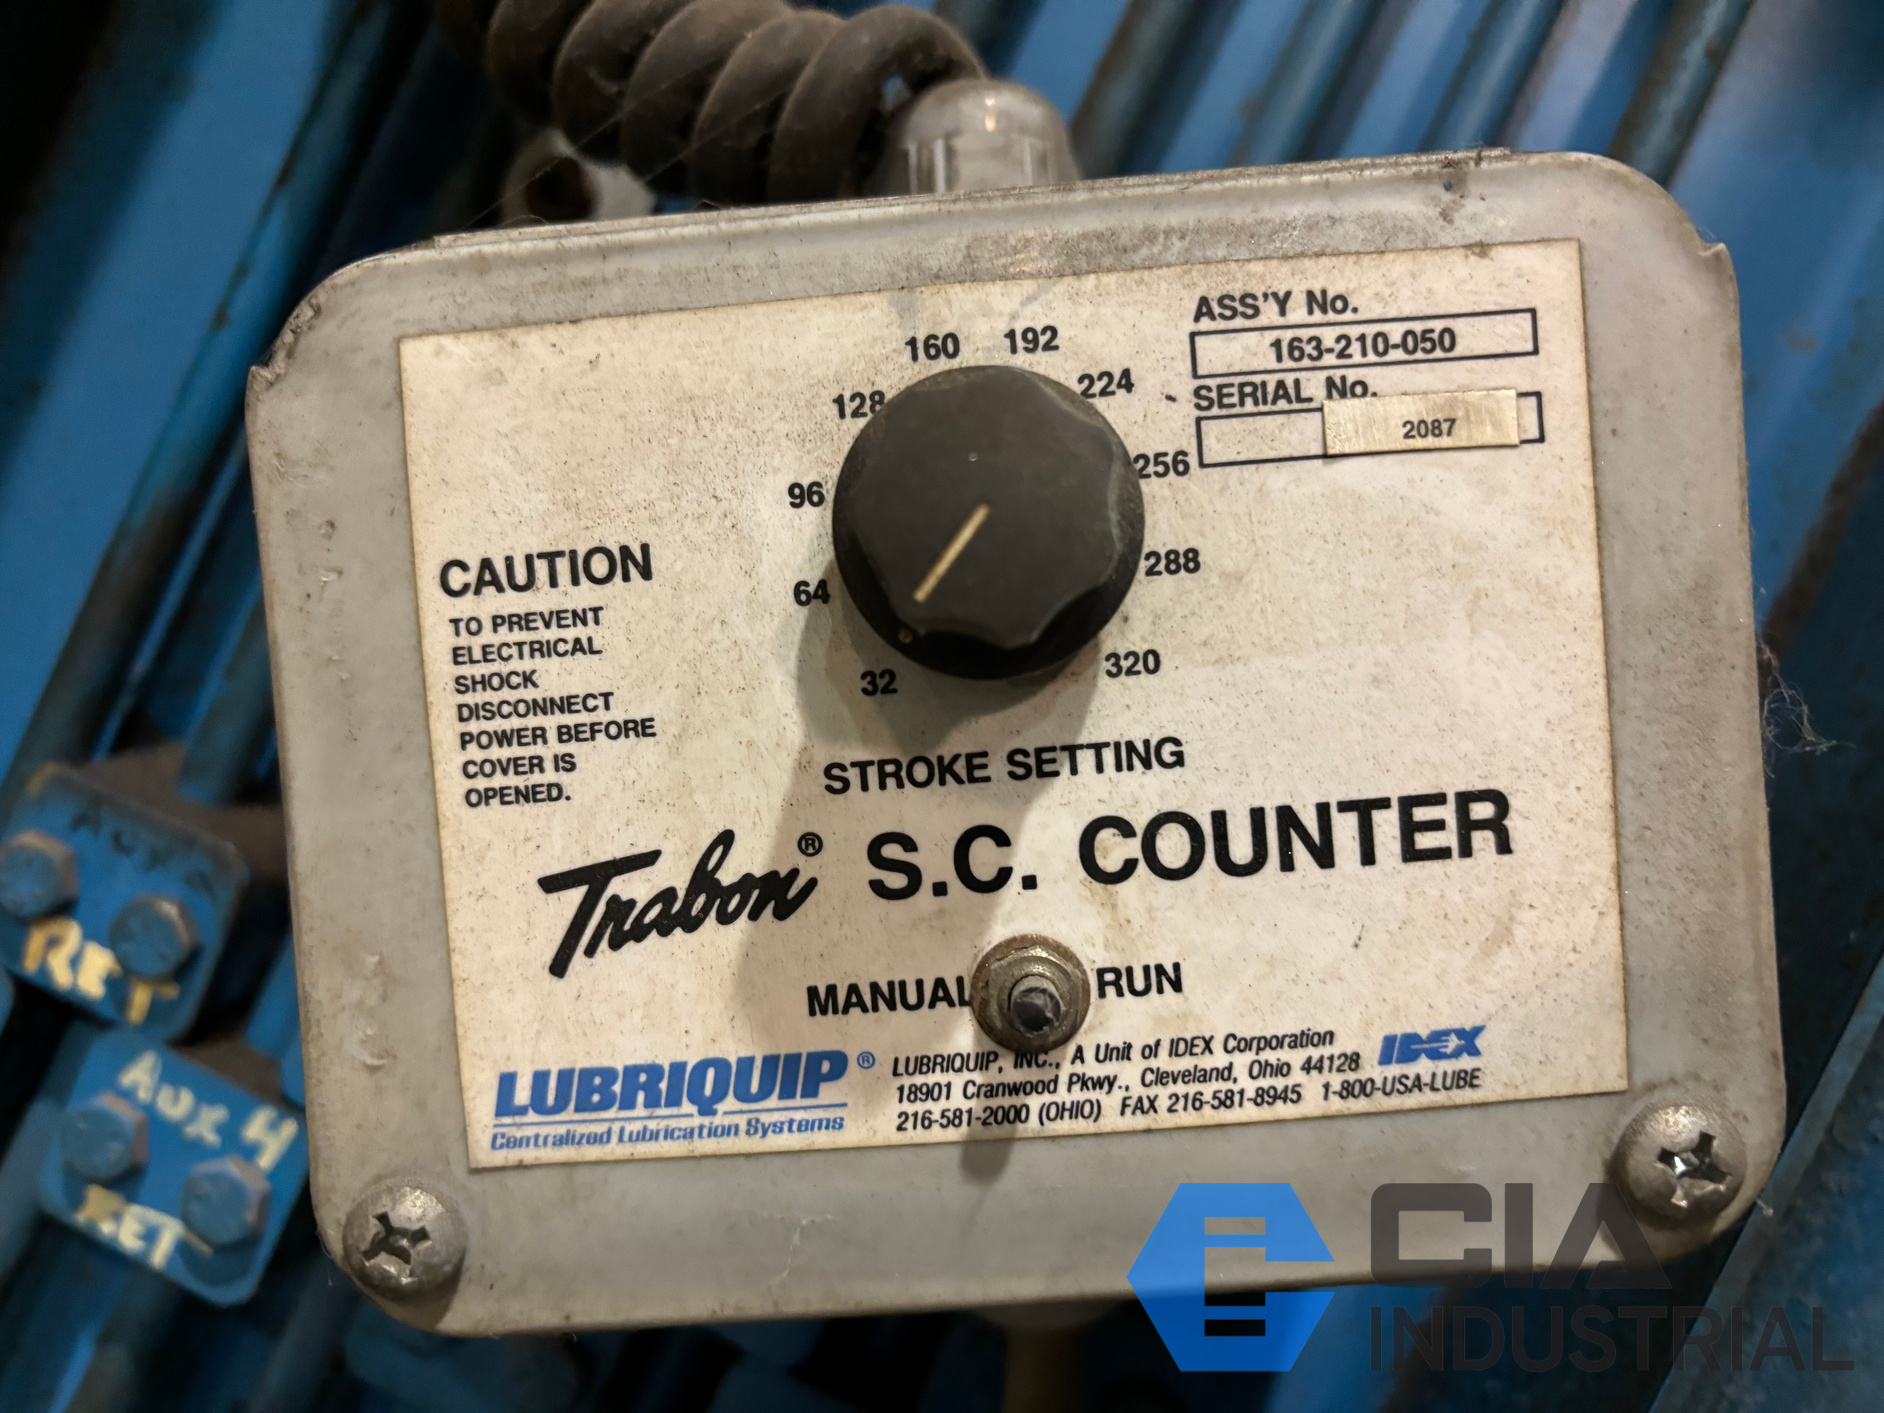 ASS'Y No.
163-210-050
SERIAL No.
2087
160 192
128 224
96 256
64 288
32 320
STROKE SETTING
CAUTION
TO PREVENT
ELECTRICAL
SHOCK
DISCONNECT
POWER BEFORE
COVER IS
OPENED.
Trabon® S.C. COUNTER
MANUAL RUN
LUBRIQUIP®
Centralized Lubrication Systems
LUBRIQUIP, INC., A Unit of IDEX Corporation
18901 Cranwood Pkwy., Cleveland, Ohio 44128
216-581-2000 (OHIO) FAX 216-581-8945 1-800-USA-LUBE
IDEX
RET
AUX 4
RET
CIA
INDUSTRIAL